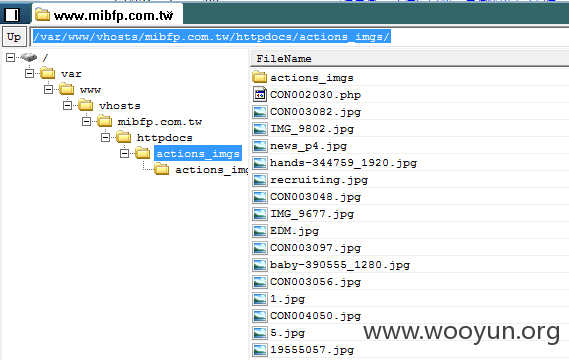 www.mibfp.com.tw
Up
/var/www/vhosts/mibfp.com.tw/httpdocs/actions_imgs/
/
var
www
vhosts
mibfp.com.tw
httpdocs
actions_imgs
actions_img
FileName
actions_imgs
CON002030.php
CON003082.jpg
IMG_9802.jpg
news_p4.jpg
hands-344759_1920.jpg
recruiting.jpg
CON003048.jpg
IMG_9677.jpg
EDM.jpg
CON003097.jpg
baby-390555_1280.jpg
CON003056.jpg
1.jpg
CON004050.jpg
5.jpg
19555057.jpg
www.wooyun.org